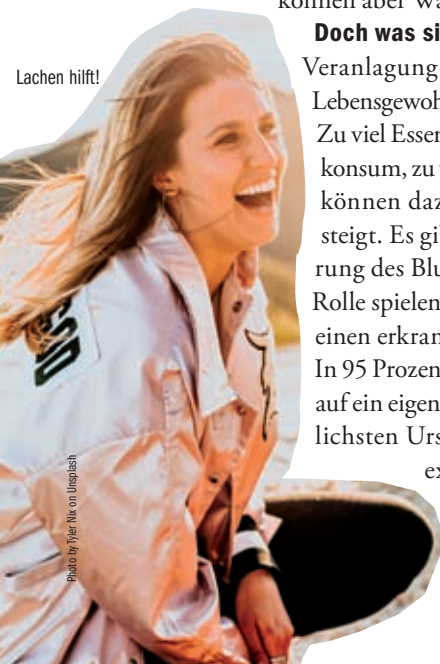 können aber
Doch was si
Veranlagung
Lebensgewoh
Zu viel Essen
konsum, zu
können daz
steigt. Es gi
rung des Blu
Rolle spielen
einen erkran
In 95 Prozen
auf ein eigen
lichsten Urs
ex
Lachen hilft!
Photo by Tyler Nix on Unsplash